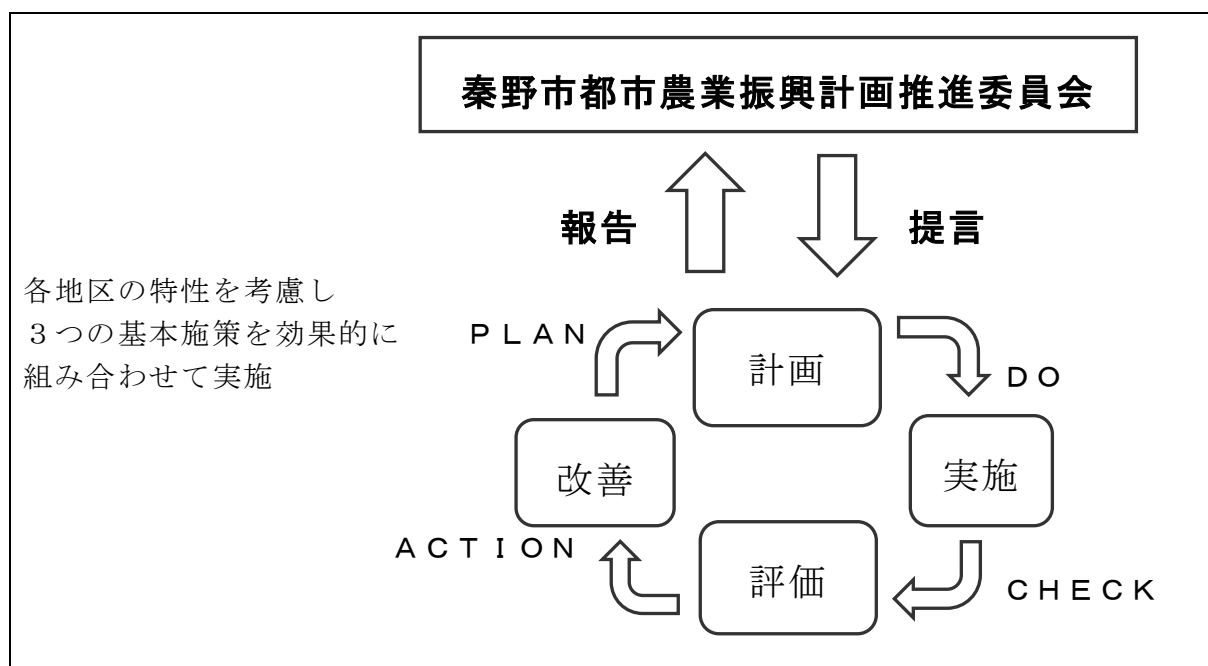 秦野市都市農業振興計画推進委員会
報告
提言
各地区の特性を考慮し
３つの基本施策を効果的に
組み合わせて実施
ＰＬＡＮ
計画
ＤＯ
改善
実施
ＡＣＴＩＯＮ
評価
ＣＨＥＣＫ